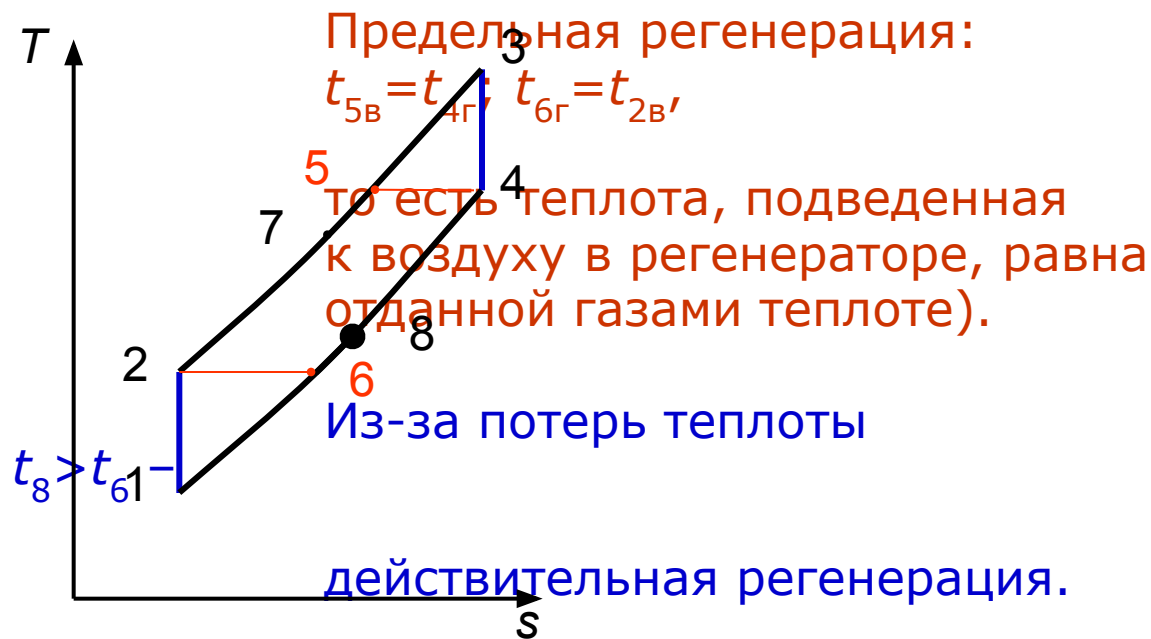 T
Предельная регенерация:
3
t5в=t4г; t6г=t2в,
5
4
то есть теплота, подведенная
7
к воздуху в регенераторе, равна
отданной газами теплоте).
8
2
6
Из-за потерь теплоты
t8>t6 –
1
действительная регенерация.
s